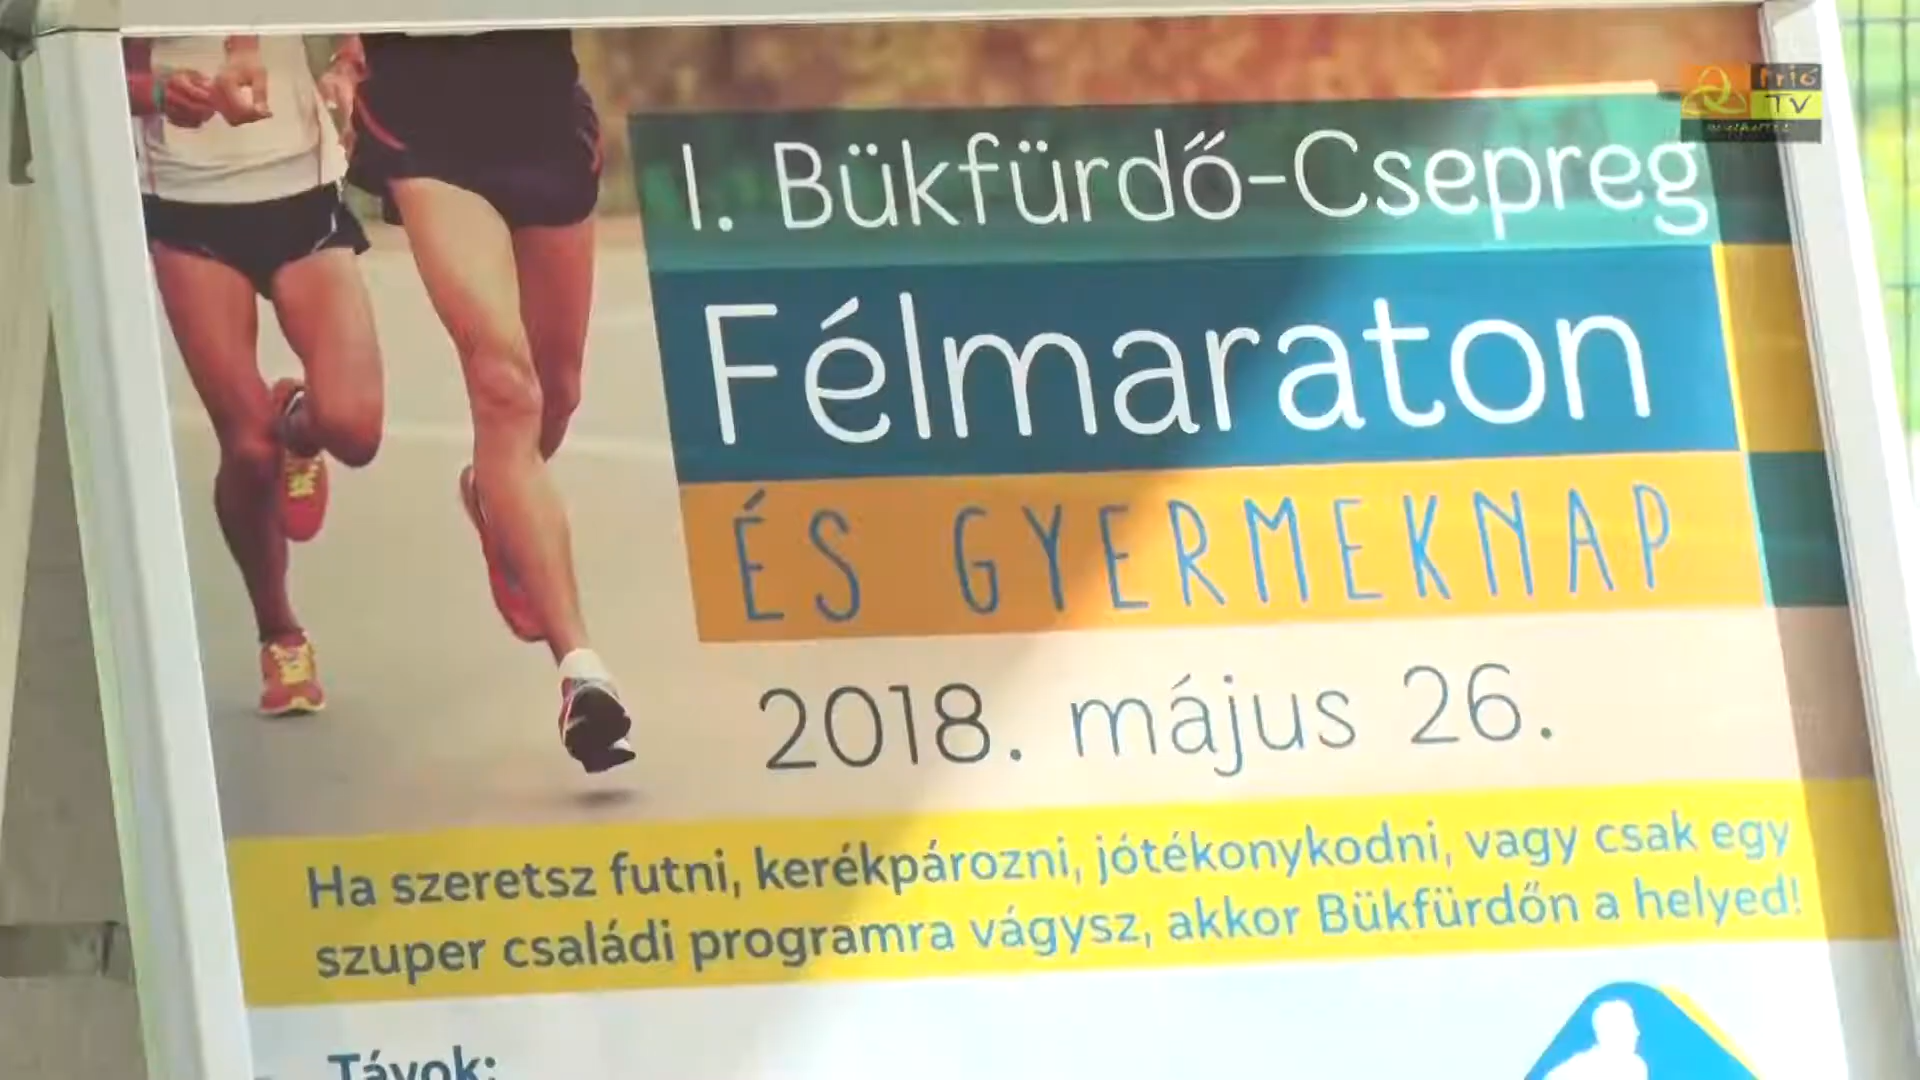 Trió
TV
I. Bükfürdő-Csepreg
Félmaraton
ÉS GYERMEKNAP
2018. május 26.
Ha szeretsz futni, kerékpározni, jótékonykodni, vagy csak egy
szuper családi programra vágysz, akkor Bükfürdőn a helyed!
Távok: